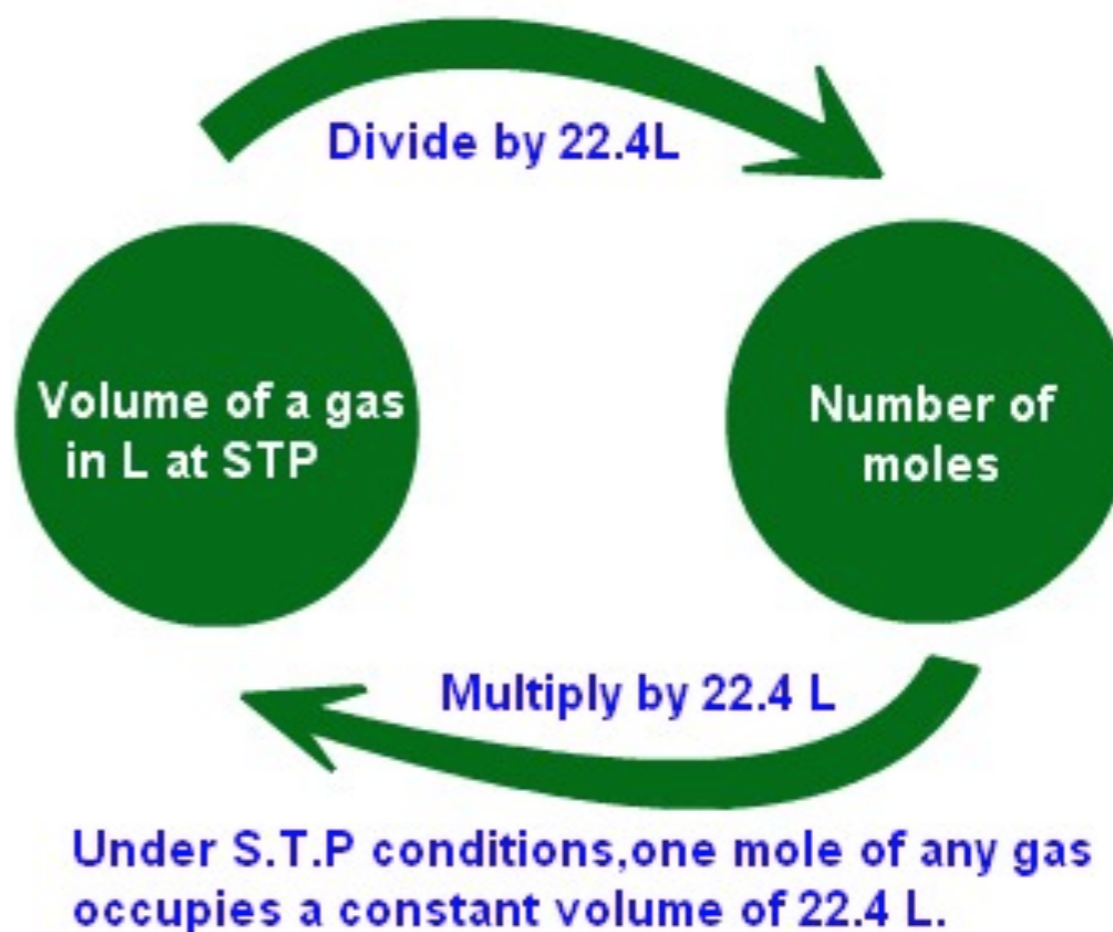 Divide by 22.4L
Volume of a gas
in L at STP
Number of
moles
Multiply by 22.4 L
Under S.T.P conditions,one mole of any gas
occupies a constant volume of 22.4 L.